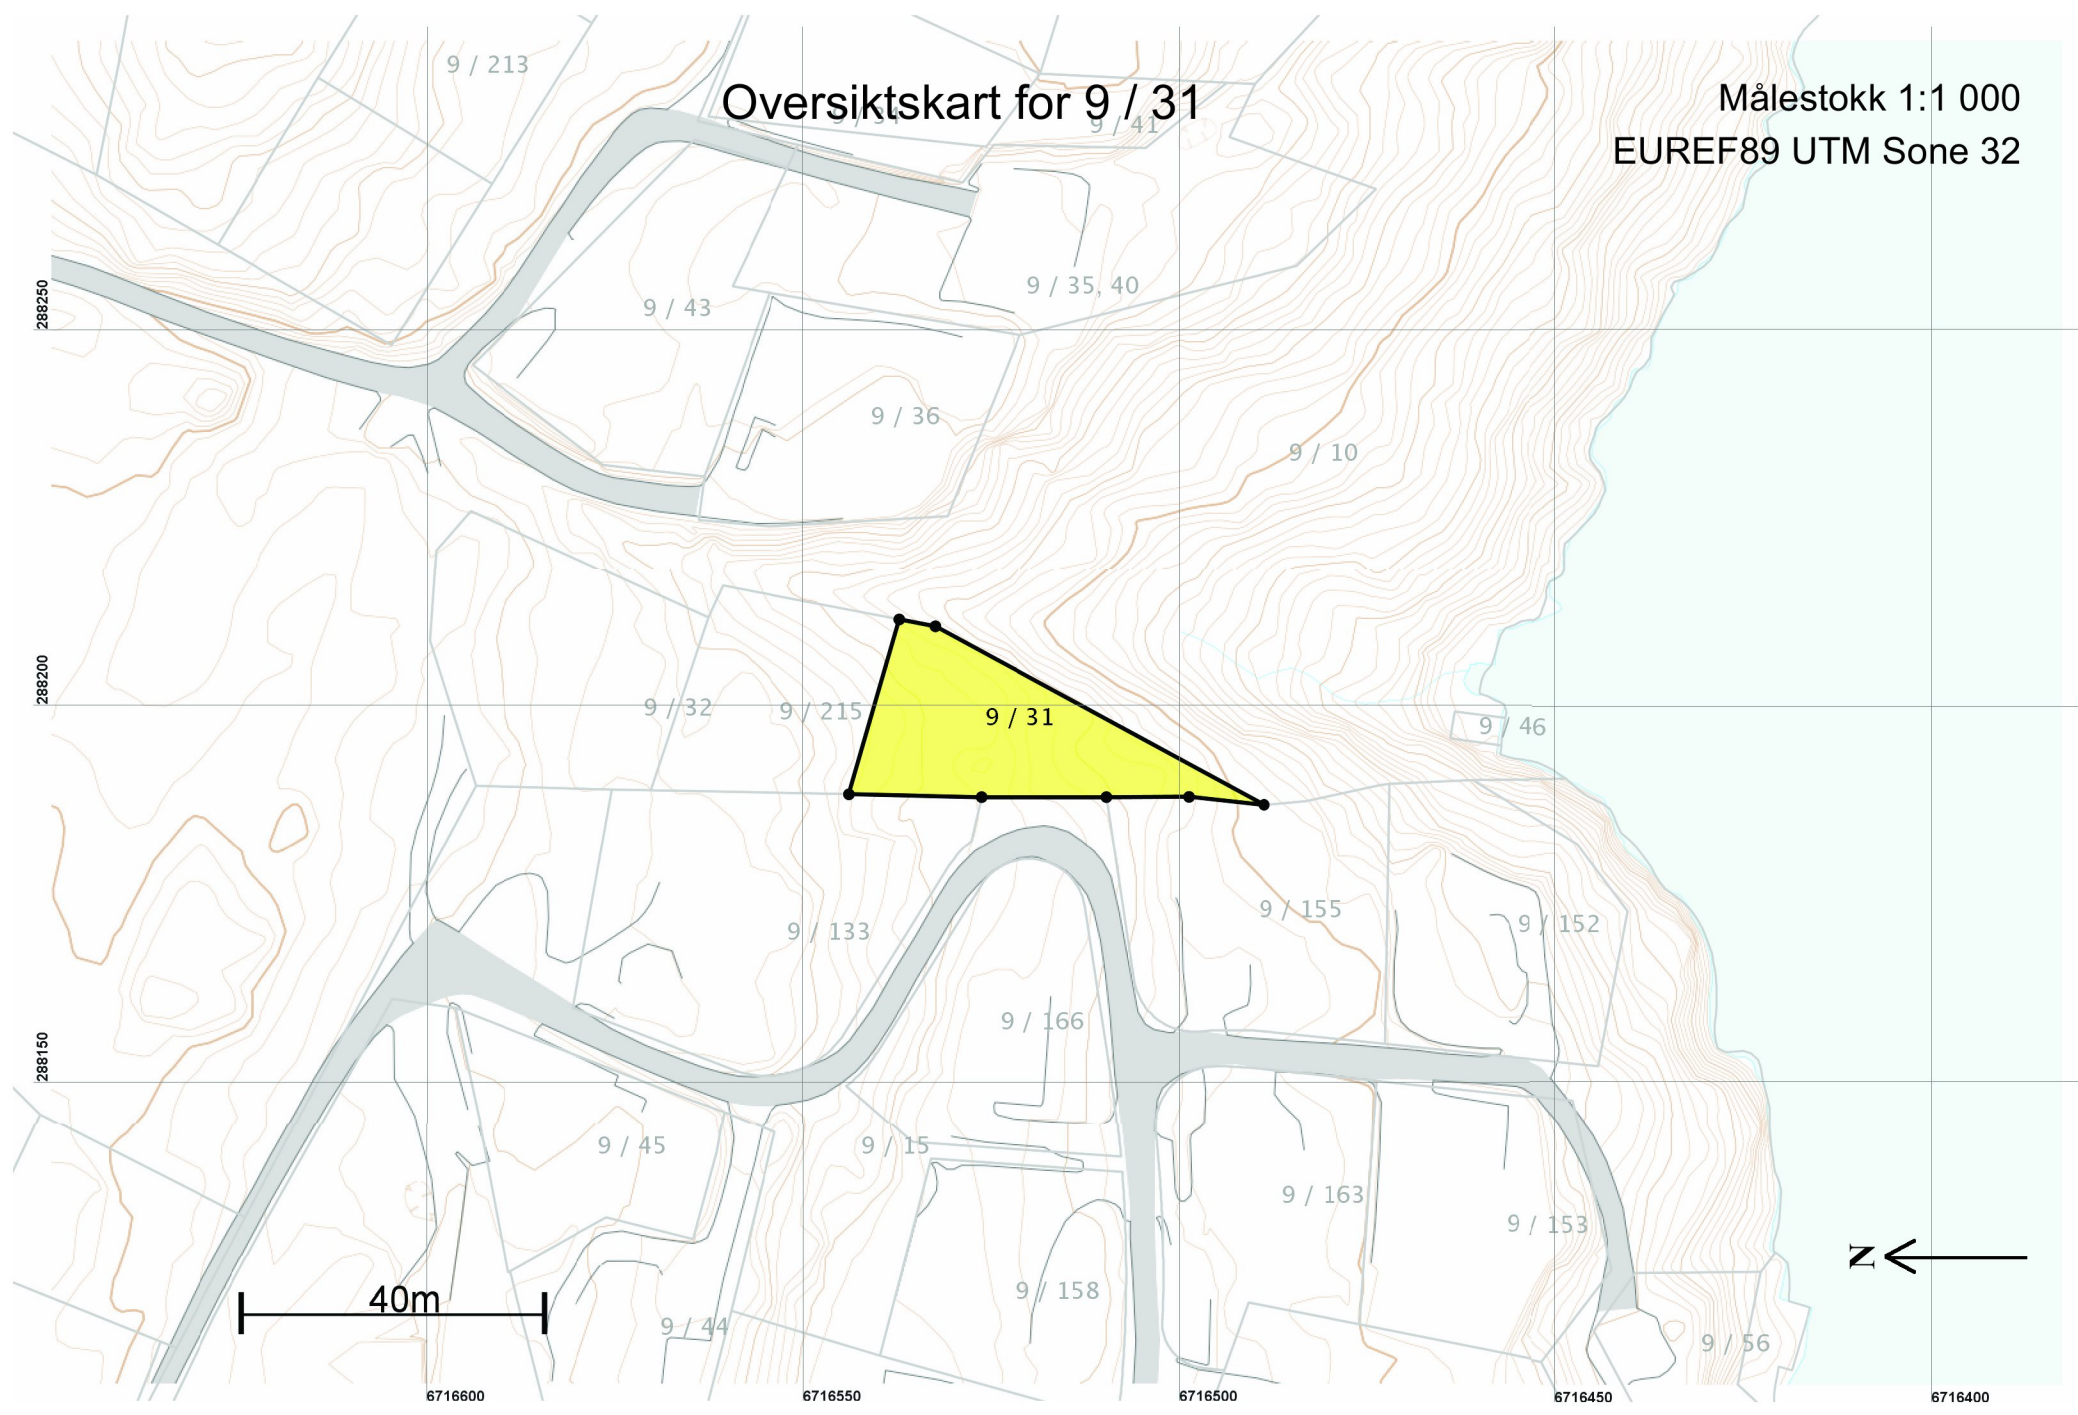 9 / 213
Oversiktskart for 9 / 31
Målestokk 1:1 000
9 / 41
EUREF89 UTM Sone 32
9 / 35, 40
288250
9 / 43
9 / 36
9 / 10
288200
9 / 32
9 / 215
9 / 31
9 / 46
9 / 133
9 / 155
9 / 152
9 / 166
288150
9 / 45
9 / 15
9 / 163
9 / 153
N
9 / 158
40m
9 / 44
9 / 56
6716600
6716550
6716500
6716450
6716400